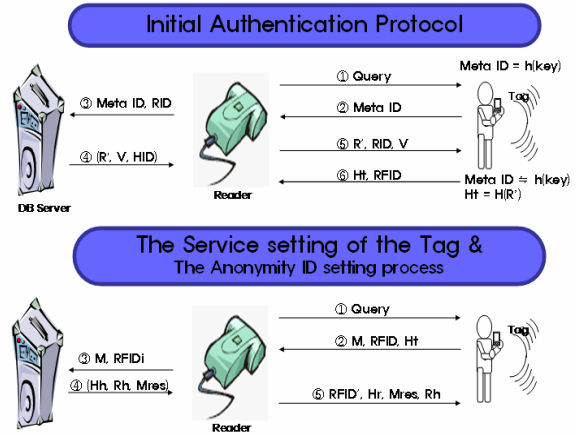 Initial Authentication Protocol
Meta ID = h(key)
① Query
Tag
③ Meta ID, RID
② Meta ID
⑤ R', RID, V
④ (R', V, HID)
⑥ Ht, RFID
Meta ID ≒ h(key)
Ht = H(R')
DB Server
Reader
The Service setting of the Tag &
The Anonymity ID setting process
① Query
Tag
② M, RFID, Ht
③ M, RFIDi
④ (Hh, Rh, Mres)
⑤ RFID', Hr, Mres, Rh
Reader